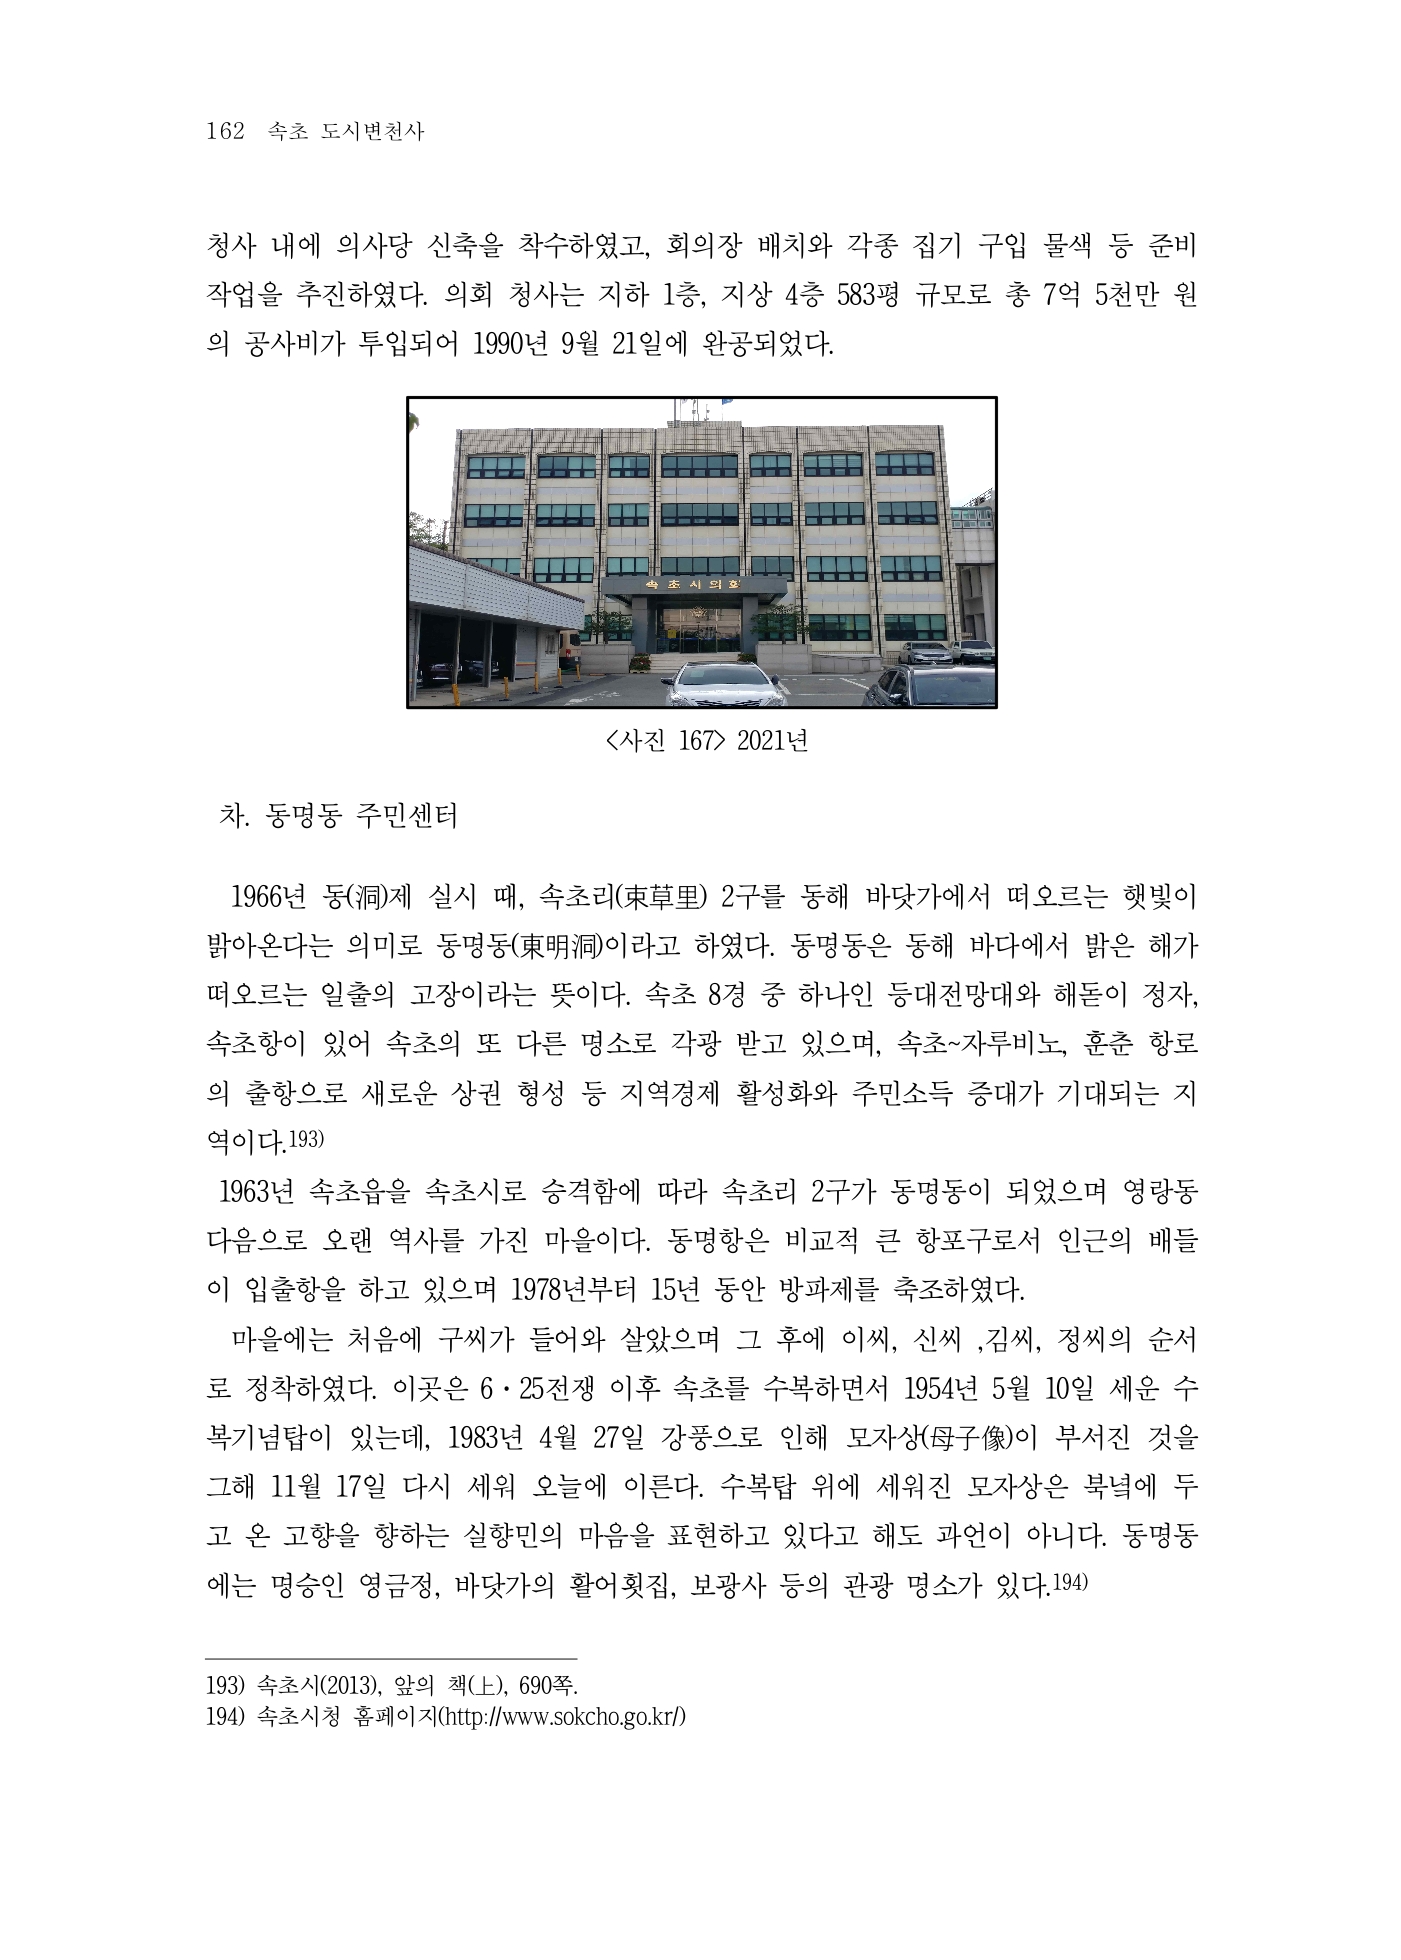 162 속초 도시변천사
청사 내에 의사당 신축을 착수하였고, 회의장 배치와 각종 집기 구입 물색 등 준비
작업을 추진하였다. 의회 청사는 지하 1층, 지상 4층 583평 규모로 총 7억 5천만 원
의 공사비가 투입되어 1990년 9월 21일에 완공되었다.
속초시의회
<사진 167> 2021년
차. 동명동 주민센터
1966년 동(洞)제 실시 때, 속초리(束草里) 2구를 동해 바닷가에서 떠오르는 햇빛이
밝아온다는 의미로 동명동(東明洞)이라고 하였다. 동명동은 동해 바다에서 밝은 해가
떠오르는 일출의 고장이라는 뜻이다. 속초 8경 중 하나인 등대전망대와 해돋이 정자,
속초항이 있어 속초의 또 다른 명소로 각광 받고 있으며, 속초~자루비노, 훈춘 항로
의 출항으로 새로운 상권 형성 등 지역경제 활성화와 주민소득 증대가 기대되는 지
역이다.193)
1963년 속초읍을 속초시로 승격함에 따라 속초리 2구가 동명동이 되었으며 영랑동
다음으로 오랜 역사를 가진 마을이다. 동명항은 비교적 큰 항포구로서 인근의 배들
이 입출항을 하고 있으며 1978년부터 15년 동안 방파제를 축조하였다.
마을에는 처음에 구씨가 들어와 살았으며 그 후에 이씨, 신씨 ,김씨, 정씨의 순서
로 정착하였다. 이곳은 6·25전쟁 이후 속초를 수복하면서 1954년 5월 10일 세운 수
복기념탑이 있는데, 1983년 4월 27일 강풍으로 인해 모자상(母子像)이 부서진 것을
그해 11월 17일 다시 세워 오늘에 이른다. 수복탑 위에 세워진 모자상은 북녘에 두
고 온 고향을 향하는 실향민의 마음을 표현하고 있다고 해도 과언이 아니다. 동명동
에는 명승인 영금정, 바닷가의 활어횟집, 보광사 등의 관광 명소가 있다.194)
193) 속초시(2013), 앞의 책(上), 690쪽.
194) 속초시청 홈페이지(http://www.sokcho.go.kr/)